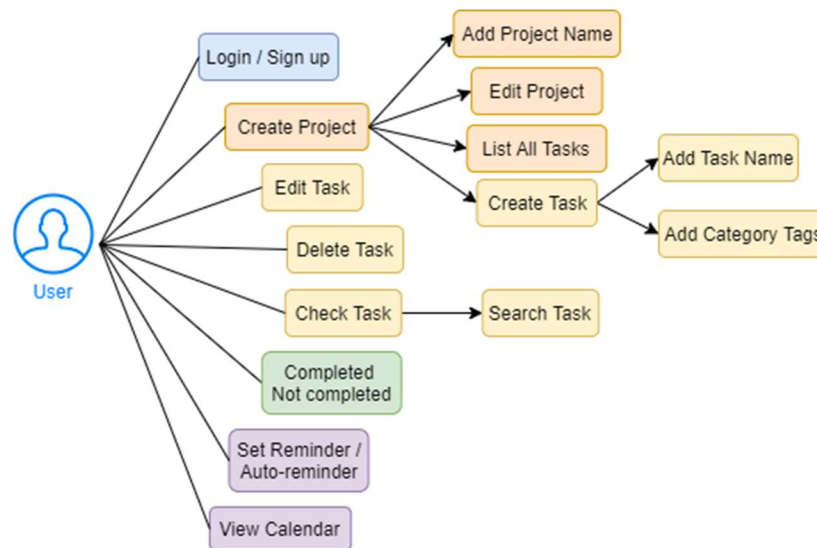 Add Project Name
Login / Sign up
Edit Project
Create Project
List All Tasks
Add Task Name
Edit Task
Create Task
Add Category Tags
Delete Task
User
Check Task
Search Task
Completed
Not completed
Set Reminder /
Auto-reminder
View Calendar